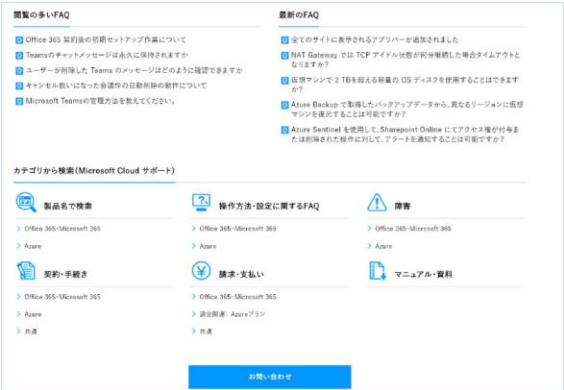 閲覧の多いFAQ
Office 365 契約後の初期セットアップ作業について
Teamsのチャットメッセージは永久に保持されますか
ユーザーが削除した Teams のメッセージはどのように確認できますか
キャンセル扱いになった会議枠の自動削除の動作について
Microsoft Teamsの管理方法を教えてください。
最新のFAQ
全てのサイトに表示されるアプリバーが追加されました
NAT Gateway では TCP アイドル状態が何分継続した場合タイムアウトと
なりますか?
仮想マシンで 2 TBを超える容量の OS ディスクを使用することはできます
か?
Azure Backup で取得したバックアップデータから、異なるリージョンに仮想
マシンを復元することは可能ですか?
Azure Sentinel を使用して、Sharepoint Online にてアクセス権が付与ま
たは削除された操作に対して、アラートを通知することは可能ですか?
カテゴリから検索(Microsoft Cloud サポート)
製品名で検索
> Office 365・Microsoft 365
> Azure
操作方法・設定に関するFAQ
> Office 365・Microsoft 365
> Azure
障害
> Office 365・Microsoft 365
> Azure
契約・手続き
> Office 365・Microsoft 365
> Azure
> 共通
請求・支払い
> Office 365・Microsoft 365
> 課金関連: Azureプラン
> 共通
マニュアル・資料
お問い合わせ